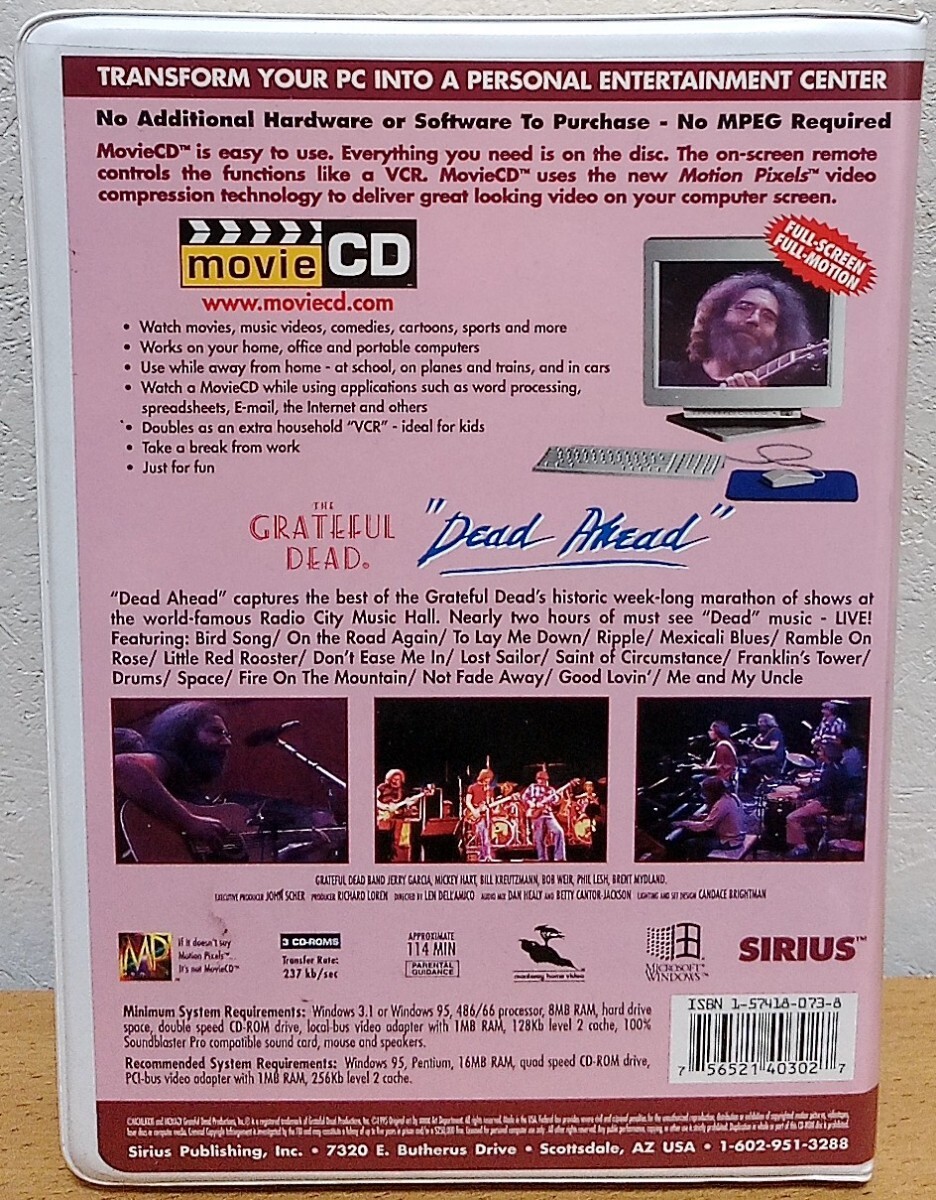 TRANSFORM YOUR PC INTO A PERSONAL ENTERTAINMENT CENTER
No Additional Hardware or Software To Purchase - No MPEG Required
MovieCD™ is easy to use. Everything you need is on the disc. The on-screen remote
controls the functions like a VCR. MovieCD™ uses the new Motion Pixels™ video
compression technology to deliver great looking video on your computer screen.
movie CD
www.moviecd.com
FULL-SCREEN
FULL-MOTION
• Watch movies, music videos, comedies, cartoons, sports and more
• Works on your home, office and portable computers
• Use while away from home - at school, on planes and trains, and in cars
• Watch a MovieCD while using applications such as word processing,
spreadsheets, E-mail, the Internet and others
• Doubles as an extra household "VCR" - ideal for kids
• Take a break from work
• Just for fun
THE
GRATEFUL
DEAD®
"Dead Ahead"
"Dead Ahead" captures the best of the Grateful Dead's historic week-long marathon of shows at
the world-famous Radio City Music Hall. Nearly two hours of must see "Dead" music - LIVE!
Featuring: Bird Song/ On the Road Again/ To Lay Me Down/ Ripple/ Mexicali Blues/ Ramble On
Rose/ Little Red Rooster/ Don't Ease Me In/ Lost Sailor/ Saint of Circumstance/ Franklin's Tower/
Drums/ Space/ Fire On The Mountain/ Not Fade Away/ Good Lovin'/ Me and My Uncle
GRATEFUL DEAD BAND JERRY GARCIA, MICKEY HART, BILL KREUTZMANN, BOB WEIR, PHIL LESH, BRENT MYDLAND.
EXECUTIVE PRODUCER JOHN SCHER PRODUCER RICHARD LOREN DIRECTED BY LEN DELL'AMICO AUDIO MIX DAN HEALY AND BETTY CANTOR-JACKSON LIGHTING AND SET DESIGN CANDACE BRIGHTMAN
MP
If it doesn't say
Motion Pixels™...
It's not MovieCD™
3 CD-ROMS
Transfer Rate:
237 kb/sec
APPROXIMATE
114 MIN
PARENTAL
GUIDANCE
monterey home video
MICROSOFT®
WINDOWS™
SIRIUS™
Minimum System Requirements: Windows 3.1 or Windows 95, 486/66 processor, 8MB RAM, hard drive
space, double speed CD-ROM drive, local-bus video adapter with 1MB RAM, 128Kb level 2 cache, 100%
Soundblaster Pro compatible sound card, mouse and speakers.
Recommended System Requirements: Windows 95, Pentium, 16MB RAM, quad speed CD-ROM drive,
PCI-bus video adapter with 1MB RAM, 256Kb level 2 cache.
ISBN 1-57418-073-8
7 56521 40302 7
Sirius Publishing, Inc. • 7320 E. Butherus Drive • Scottsdale, AZ USA • 1-602-951-3288